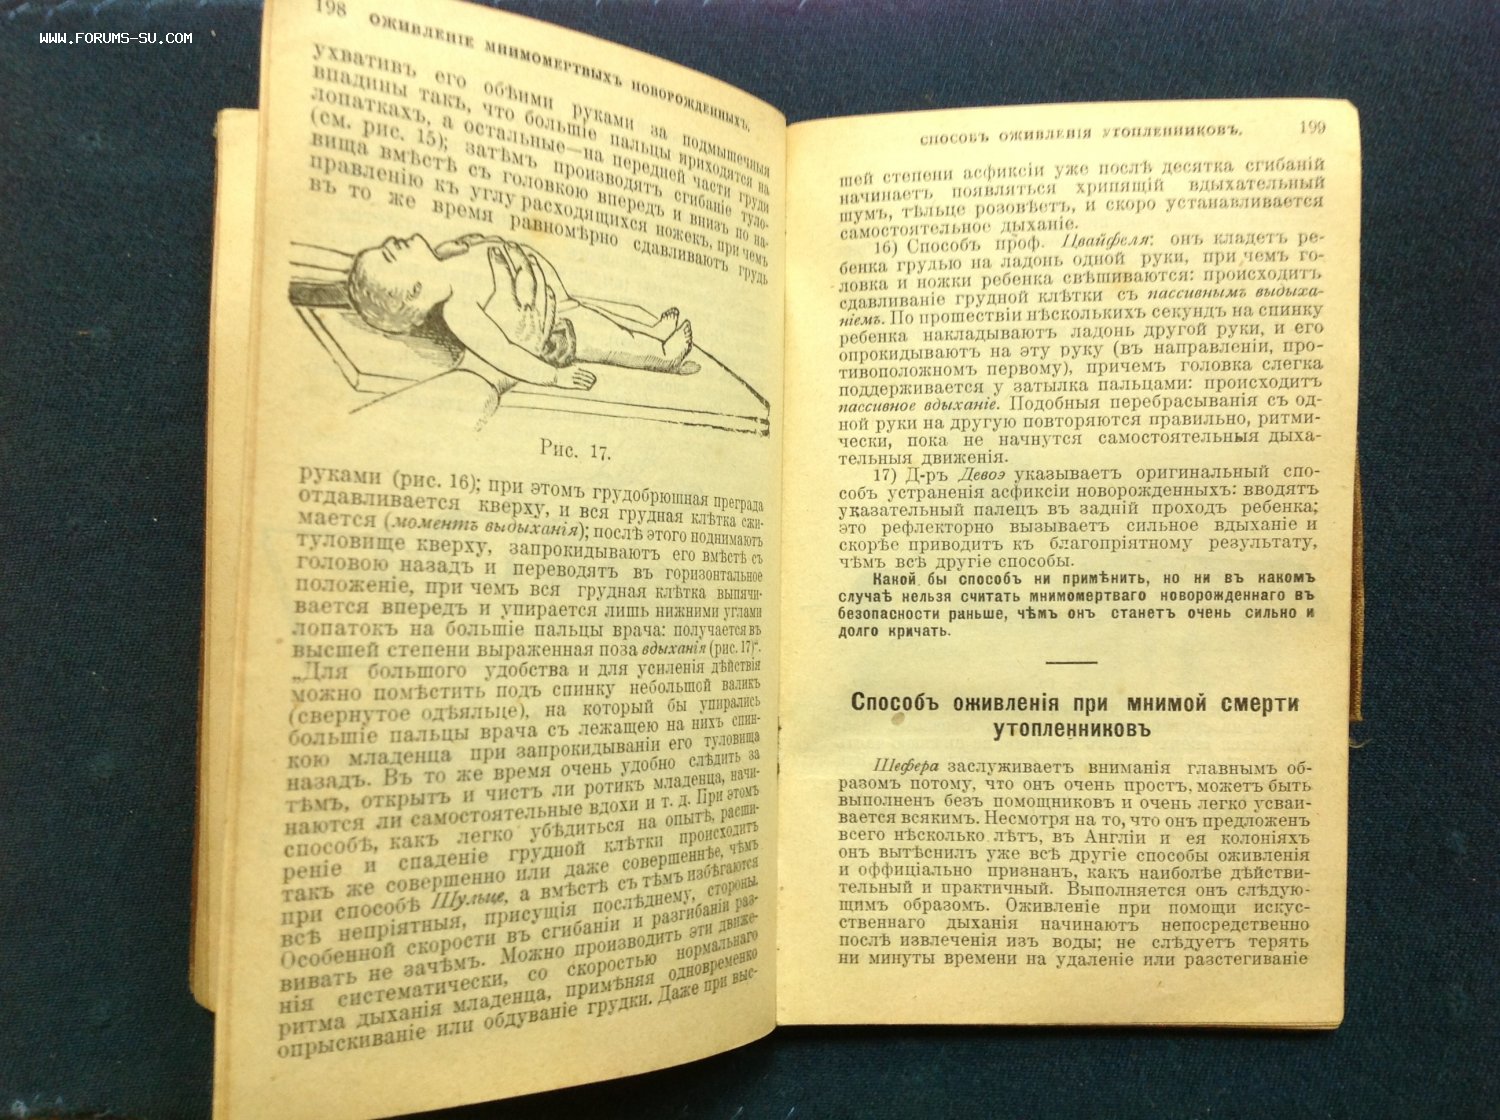 WWW.FORUMS-SU.COM
198 ОЖИВЛЕНІЕ МНИМОМЕРТВЫХЪ НОВОРОЖДЕННЫХЪ.
ухвативъ его обѣими руками за подмышечныя
впадины такъ, что большіе пальцы приходятся на
лопаткахъ, а остальные—на передней части груди
(см. рис. 15); затѣмъ производятъ сгибаніе туло-
вища вмѣстѣ съ головкою впередъ и внизъ по на-
правленію къ углу расходящихся ножекъ, при чемъ
въ то же время равномѣрно сдавливаютъ грудь
Рис. 17.
руками (рис. 16); при этомъ грудобрюшная преграда
отдавливается кверху, и вся грудная клѣтка сжи-
мается (моментъ выдыханія); послѣ этого поднимаютъ
туловище кверху, запрокидываютъ его вмѣстѣ съ
головою назадъ и переводятъ въ горизонтальное
положеніе, при чемъ вся грудная клѣтка выпячи-
вается впередъ и упирается лишь нижними углами
лопатокъ на большіе пальцы врача: получается въ
высшей степени выраженная поза вдыханія (рис. 17)“.
„Для большого удобства и для усиленія дѣйствія
можно помѣстить подъ спинку небольшой валикъ
(свернутое одѣяльце), на который бы упирались
большіе пальцы врача съ лежащею на нихъ спин-
кою младенца при запрокидываніи его туловища
назадъ. Въ то же время очень удобно слѣдить за
тѣмъ, открытъ и чистъ ли ротикъ младенца, начи-
наются ли самостоятельные вдохи и т. д. При этомъ
способѣ, какъ легко убѣдиться на опытѣ, расши-
реніе и спаденіе грудной клѣтки происходитъ
такъ же совершенно или даже совершеннѣе, чѣмъ
при способѣ Шульце, а вмѣстѣ съ тѣмъ избѣгаются
всѣ непріятныя, присущія послѣднему, стороны.
Особенной скорости въ сгибаніи и разгибаніи раз-
вивать не зачѣмъ. Можно производить эти движе-
нія систематически, со скоростью нормальнаго
ритма дыханія младенца, примѣняя одновременно
опрыскиваніе или обдуваніе грудки. Даже при выс-
СПОСОБЪ ОЖИВЛЕНІЯ УТОПЛЕННИКОВЪ. 199
шей степени асфиксіи уже послѣ десятка сгибаній
начинаетъ появляться хрипящій вдыхательный
шумъ, тѣльце розовѣетъ, и скоро устанавливается
самостоятельное дыханіе.
16) Способъ проф. Цвайфеля: онъ кладетъ ре-
бенка грудью на ладонь одной руки, при чемъ го-
ловка и ножки ребенка свѣшиваются: происходитъ
сдавливаніе грудной клѣтки съ пассивнымъ выдыха-
ніемъ. По прошествіи нѣсколькихъ секундъ на спинку
ребенка накладываютъ ладонь другой руки, и его
опрокидываютъ на эту руку (въ направленіи, про-
тивоположномъ первому), причемъ головка слегка
поддерживается у затылка пальцами: происходитъ
пассивное вдыханіе. Подобныя перебрасыванія съ од-
ной руки на другую повторяются правильно, ритми-
чески, пока не начнутся самостоятельныя дыха-
тельныя движенія.
17) Д-ръ Девоэ указываетъ оригинальный спо-
собъ устраненія асфиксіи новорожденныхъ: вводятъ
указательный палецъ въ задній проходъ ребенка;
это рефлекторно вызываетъ сильное вдыханіе и
скорѣе приводитъ къ благопріятному результату,
чѣмъ всѣ другіе способы.
Какой бы способъ ни примѣнить, но ни въ какомъ
случаѣ нельзя считать мнимомертваго новорожденнаго въ
безопасности раньше, чѣмъ онъ станетъ очень сильно и
долго кричать.
Способъ оживленія при мнимой смерти
утопленниковъ
Шефера заслуживаетъ вниманія главнымъ об-
разомъ потому, что онъ очень простъ, можетъ быть
выполненъ безъ помощниковъ и очень легко усваи-
вается всякимъ. Несмотря на то, что онъ предложенъ
всего нѣсколько лѣтъ, въ Англіи и ея колоніяхъ
онъ вытѣснилъ уже всѣ другіе способы оживленія
и оффиціально признанъ, какъ наиболѣе дѣйстви-
тельный и практичный. Выполняется онъ слѣдую-
щимъ образомъ. Оживленіе при помощи искус-
ственнаго дыханія начинаютъ непосредственно
послѣ извлеченія изъ воды; не слѣдуетъ терять
ни минуты времени на удаленіе или разстегиваніе